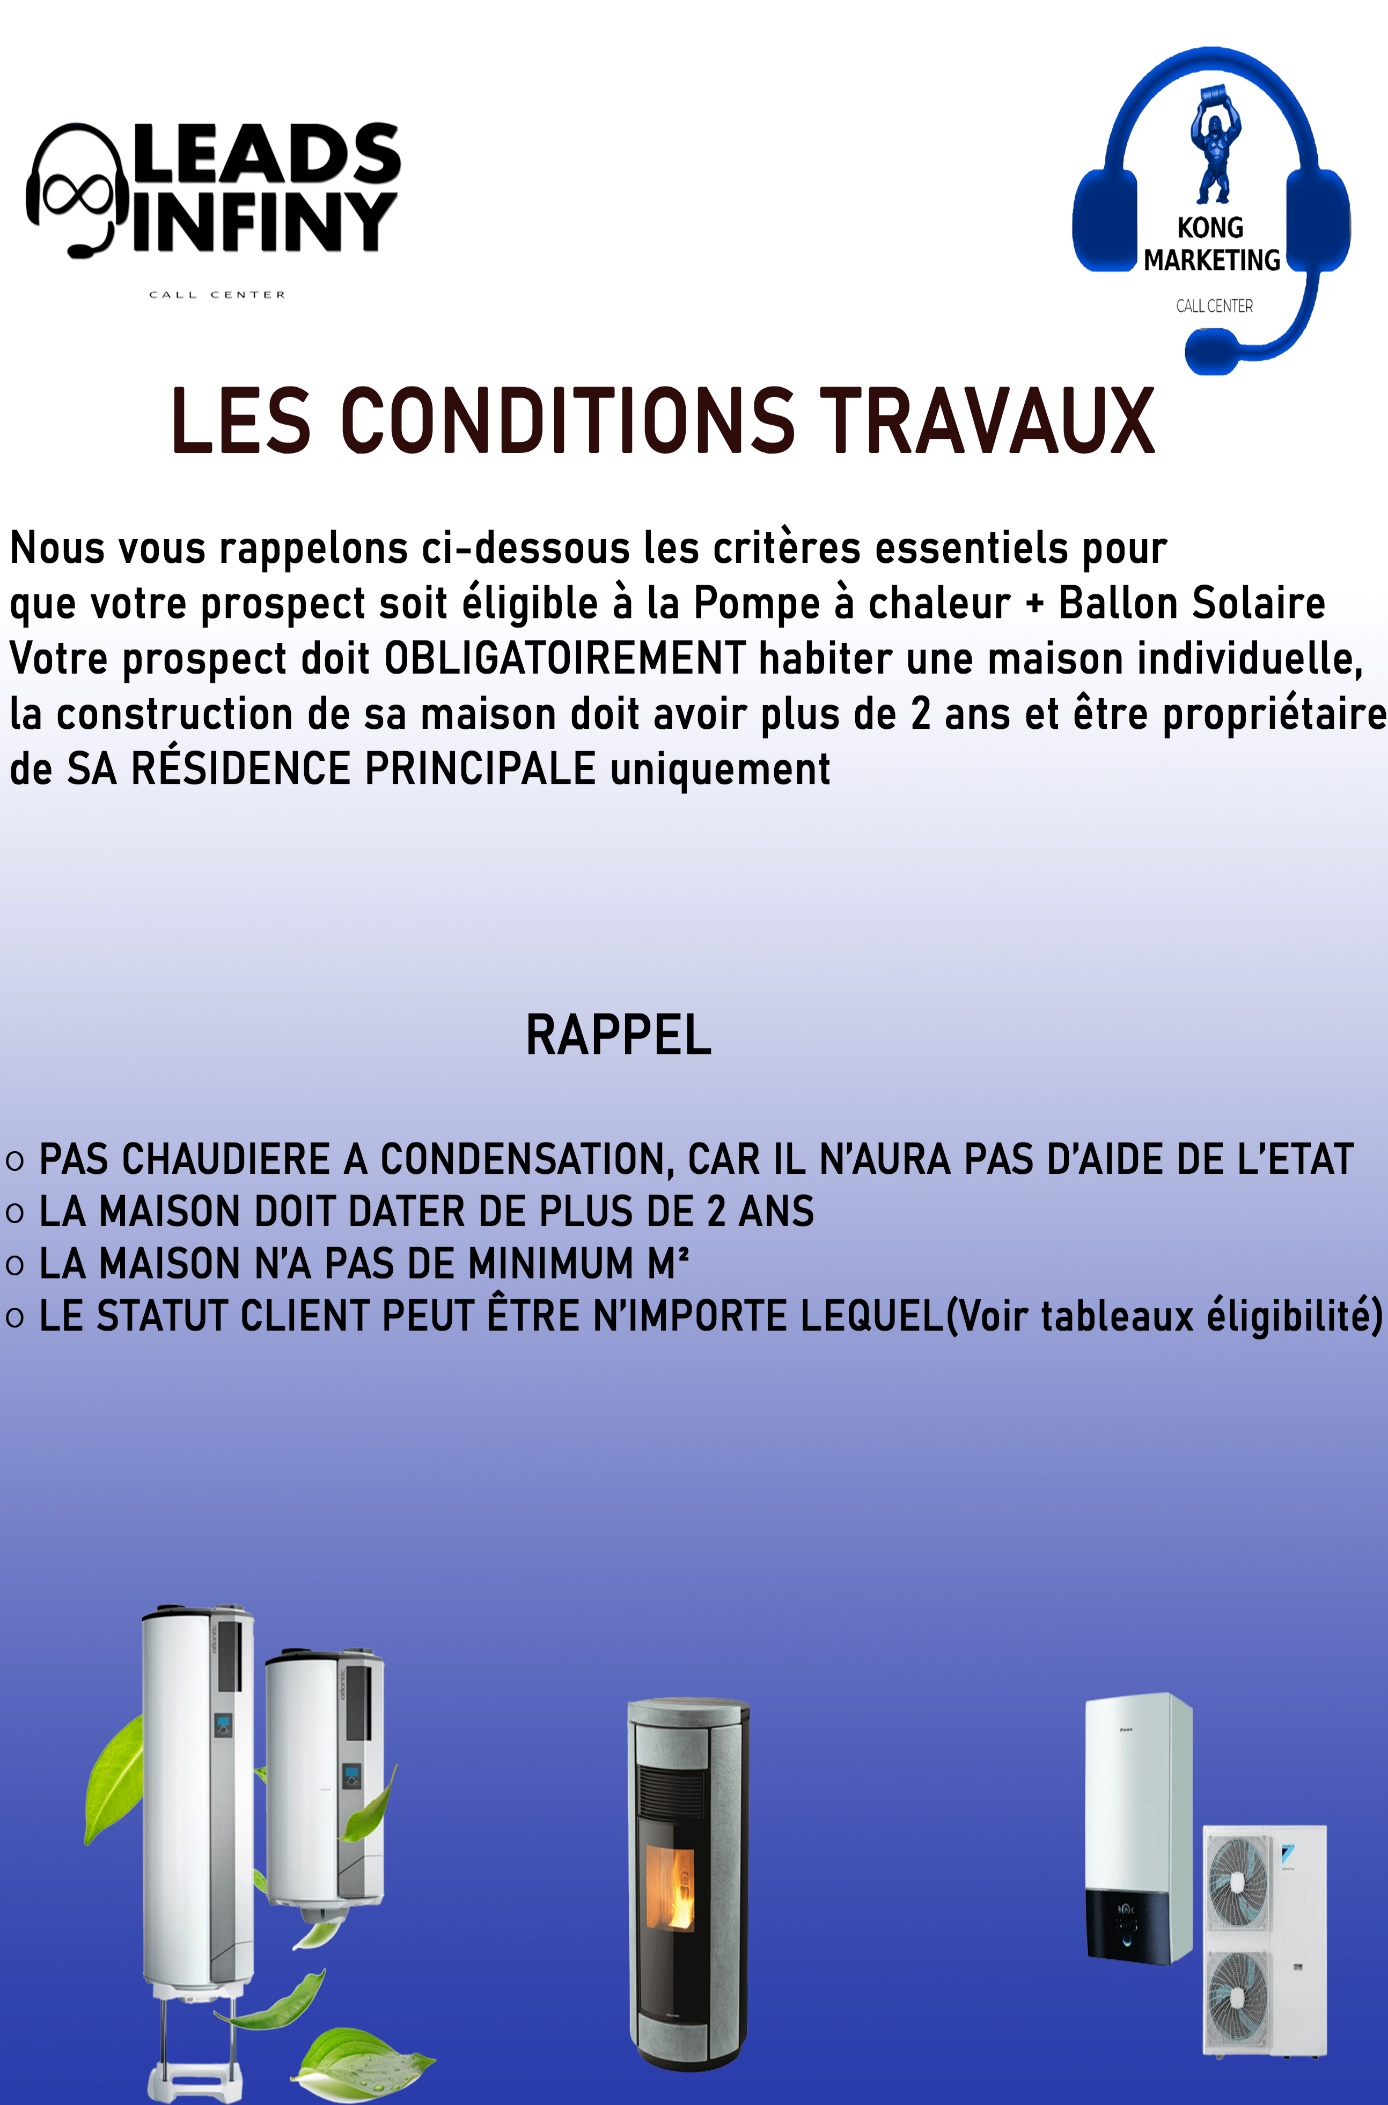 LEADS
INFINY
CALL CENTER
KONG
MARKETING
CALL CENTER
LES CONDITIONS TRAVAUX
Nous vous rappelons ci-dessous les critères essentiels pour
que votre prospect soit éligible à la Pompe à chaleur + Ballon Solaire
Votre prospect doit OBLIGATOIREMENT habiter une maison individuelle,
la construction de sa maison doit avoir plus de 2 ans et être propriétaire
de SA RÉSIDENCE PRINCIPALE uniquement
RAPPEL
○ PAS CHAUDIERE A CONDENSATION, CAR IL N'AURA PAS D'AIDE DE L'ETAT
○ LA MAISON DOIT DATER DE PLUS DE 2 ANS
○ LA MAISON N'A PAS DE MINIMUM M²
○ LE STATUT CLIENT PEUT ÊTRE N'IMPORTE LEQUEL(Voir tableaux éligibilité)
atlantic
atlantic